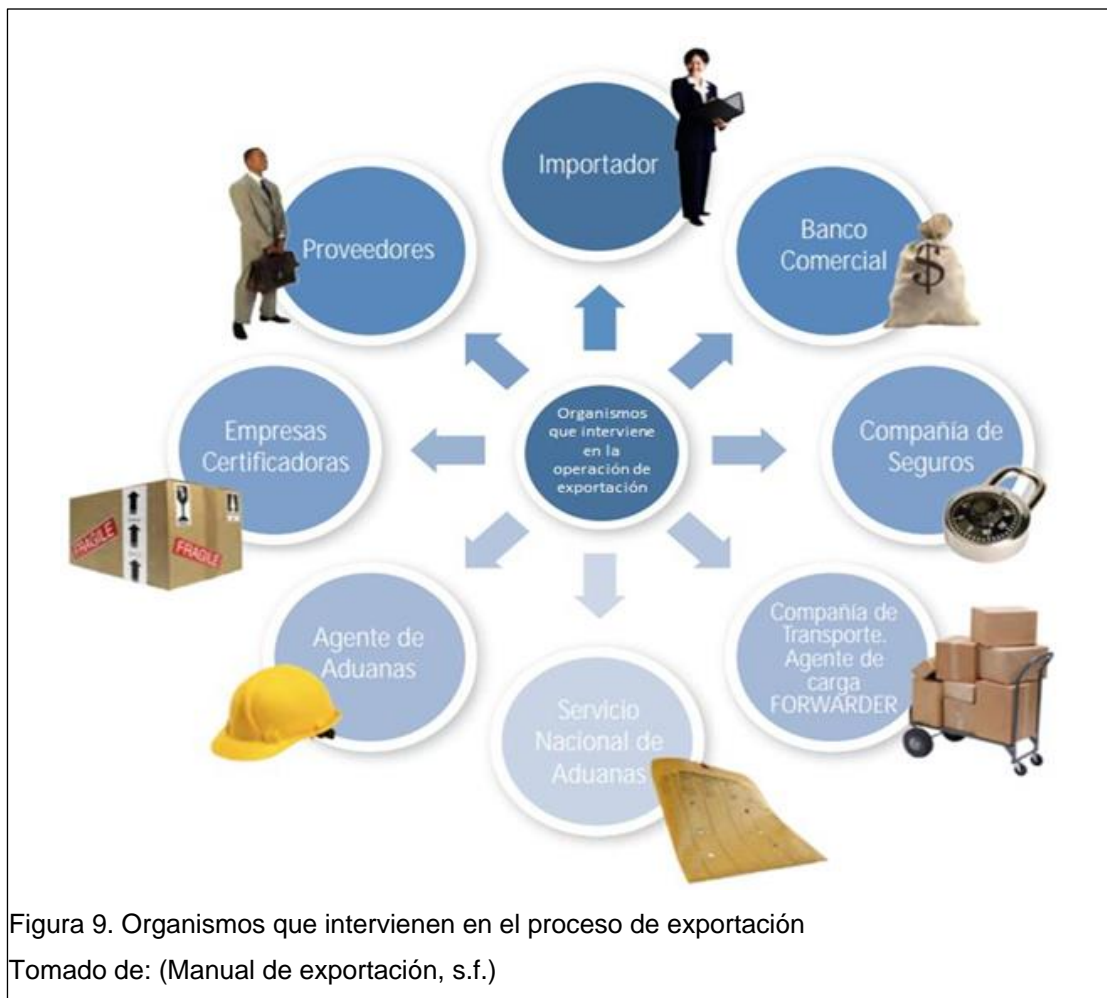 Importador
Banco
Comercial
Compañía de
Seguros
Compañía de
Transporte.
Agente de
carga
FORWARDER
Servicio
Nacional de
Aduanas
Agente de
Aduanas
Empresas
Certificadoras
FRAGILE
FRAGILE
Proveedores
$
Organismos
que interviene
en la
operación de
exportación
Figura 9. Organismos que intervienen en el proceso de exportación
Tomado de: (Manual de exportación, s.f.)